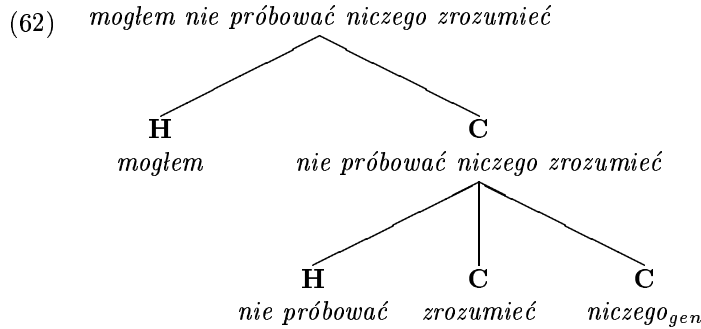 (62) mogłem nie próbować niczego zrozumieć
H C
mogłem nie próbować niczego zrozumieć
H C C
nie próbować zrozumieć niczego_gen